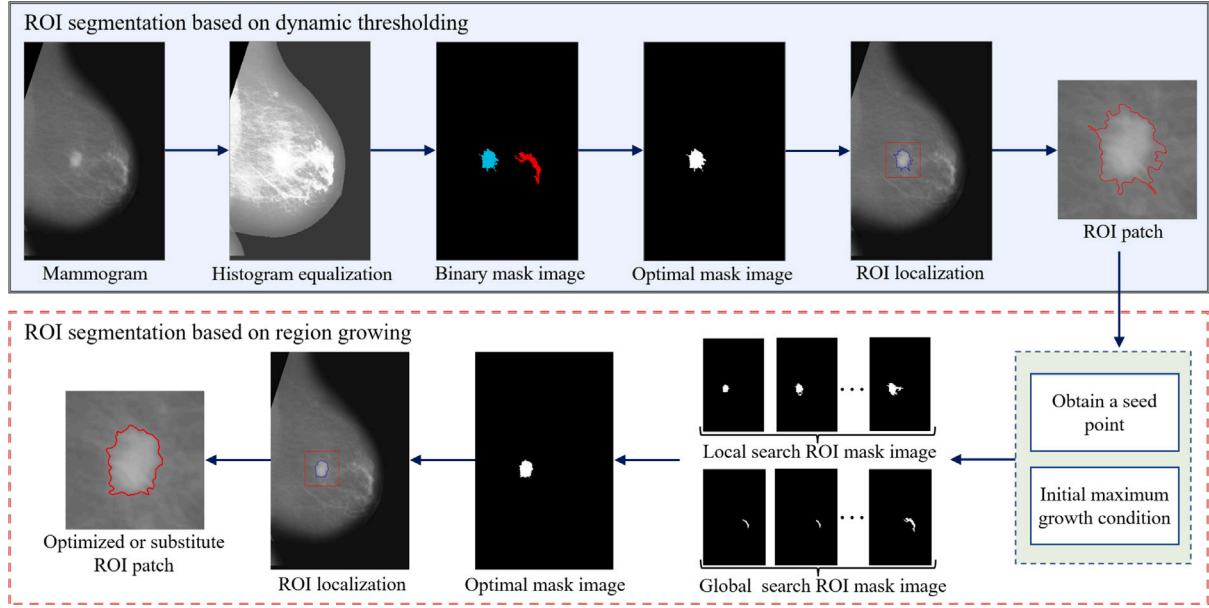 ROI segmentation based on dynamic thresholding
Mammogram
Histogram equalization
Binary mask image
Optimal mask image
ROI localization
ROI patch
ROI segmentation based on region growing
Obtain a seed
point
Initial maximum
growth condition
Local search ROI mask image
Global search ROI mask image
Optimal mask image
ROI localization
Optimized or substitute
ROI patch